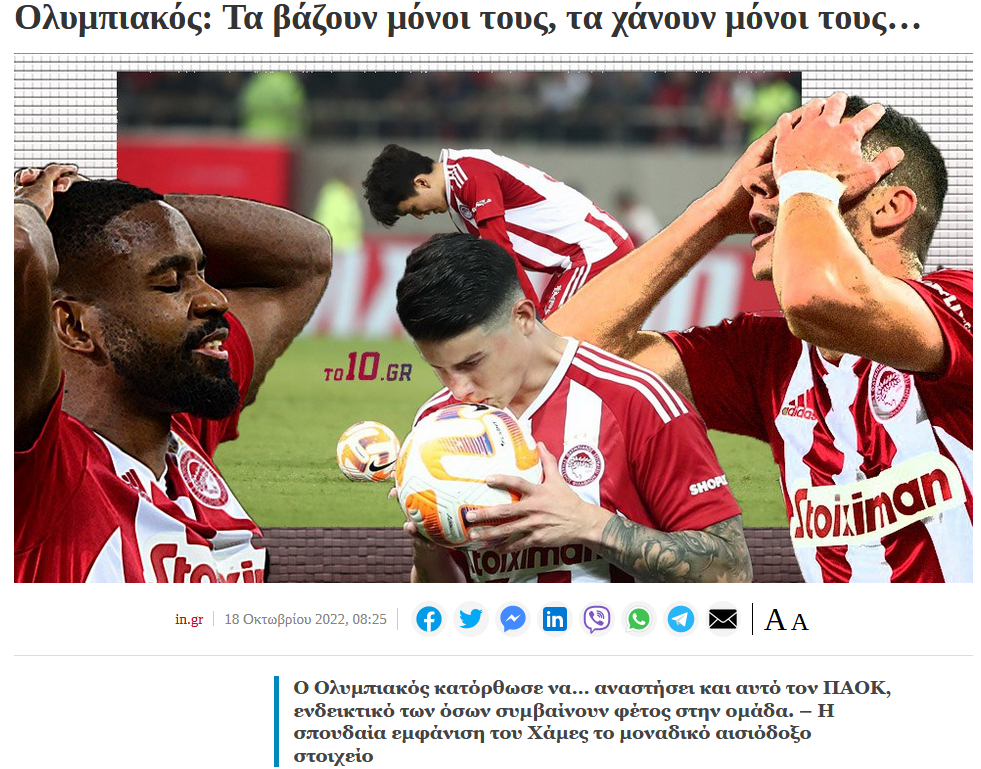 Ολυμπιακός: Τα βάζουν μόνοι τους, τα χάνουν μόνοι τους…
TO10.GR
SHOPFL
Stoiximan
Stoiximan
Stoiximan
adidas
in.gr
18 Οκτωβρίου 2022, 08:25
A A
Ο Ολυμπιακός κατόρθωσε να… αναστήσει και αυτό τον ΠΑΟΚ,
ενδεικτικό των όσων συμβαίνουν φέτος στην ομάδα. – Η
σπουδαία εμφάνιση του Χάμες το μοναδικό αισιόδοξο
στοιχείο